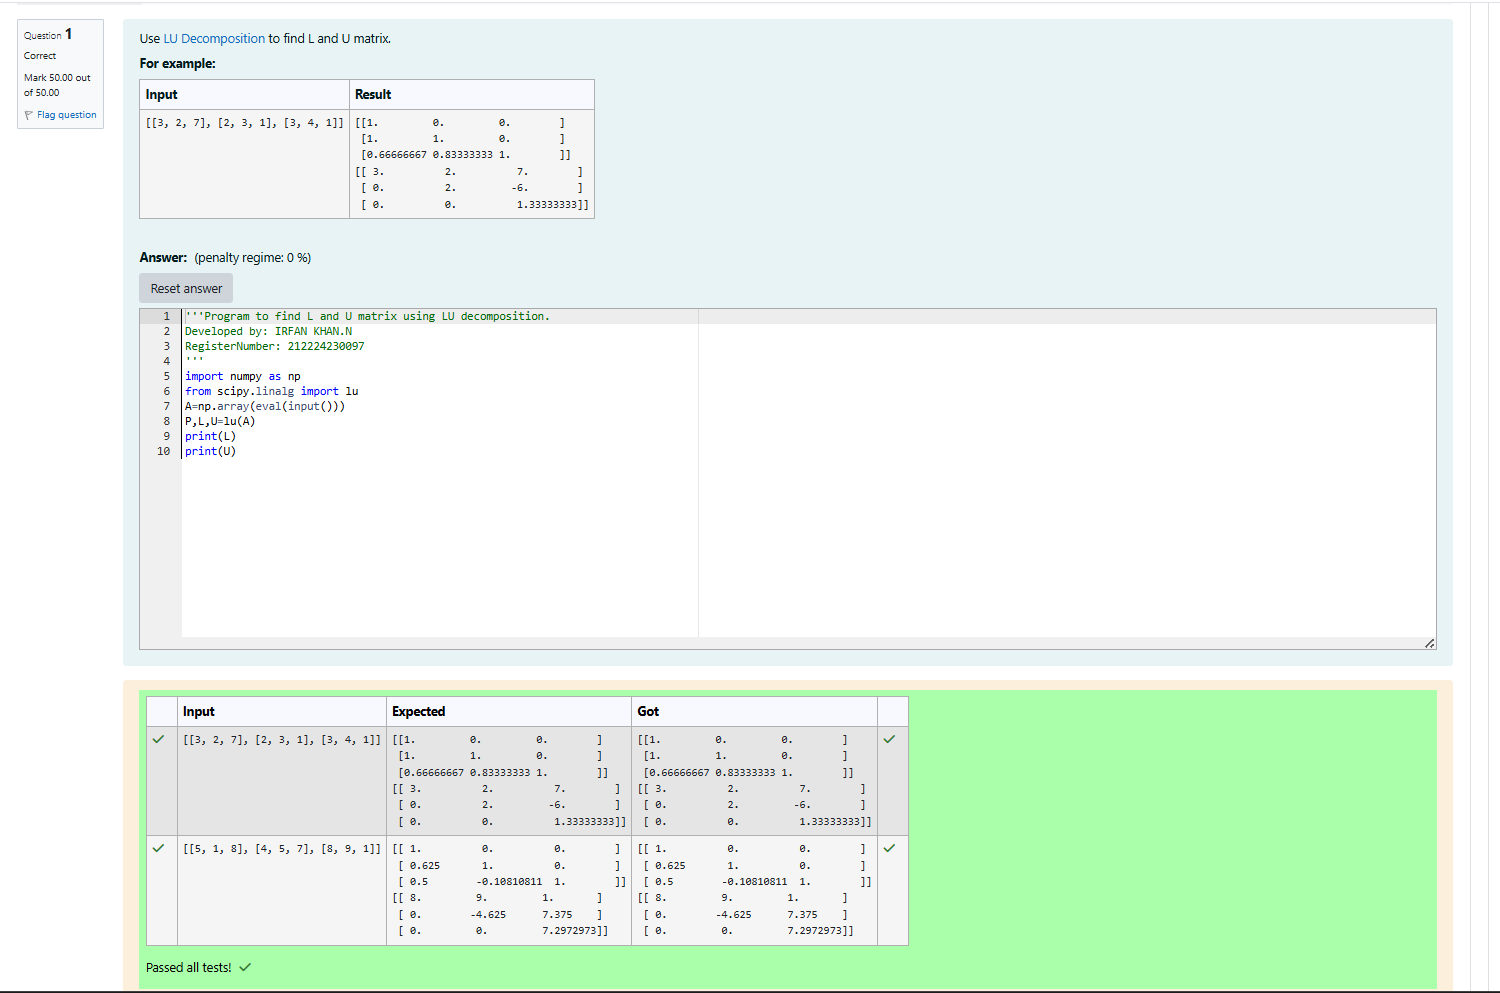 Question 1
Correct
Mark 50.00 out
of 50.00
Flag question
Use LU Decomposition to find L and U matrix.
For example:
Input Result
[[3, 2, 7], [2, 3, 1], [3, 4, 1]] [[1. 0. 0. ]
[1. 1. 0. ]
[0.66666667 0.83333333 1. ]]
[[ 3. 2. 7. ]
[ 0. 2. -6. ]
[ 0. 0. 1.33333333]]
Answer: (penalty regime: 0 %)
Reset answer
1 '''Program to find L and U matrix using LU decomposition.
2 Developed by: IRFAN KHAN.N
3 RegisterNumber: 212224230097
4 '''
5 import numpy as np
6 from scipy.linalg import lu
7 A=np.array(eval(input()))
8 P,L,U=lu(A)
9 print(L)
10 print(U)
Input Expected Got
[[3, 2, 7], [2, 3, 1], [3, 4, 1]] [[1. 0. 0. ] [[1. 0. 0. ]
[1. 1. 0. ] [1. 1. 0. ]
[0.66666667 0.83333333 1. ]] [0.66666667 0.83333333 1. ]]
[[ 3. 2. 7. ] [[ 3. 2. 7. ]
[ 0. 2. -6. ] [ 0. 2. -6. ]
[ 0. 0. 1.33333333]] [ 0. 0. 1.33333333]]
[[5, 1, 8], [4, 5, 7], [8, 9, 1]] [[ 1. 0. 0. ] [[ 1. 0. 0. ]
[ 0.625 1. 0. ] [ 0.625 1. 0. ]
[ 0.5 -0.10810811 1. ]] [ 0.5 -0.10810811 1. ]]
[[ 8. 9. 1. ] [[ 8. 9. 1. ]
[ 0. -4.625 7.375 ] [ 0. -4.625 7.375 ]
[ 0. 0. 7.2972973]] [ 0. 0. 7.2972973]]
Passed all tests!